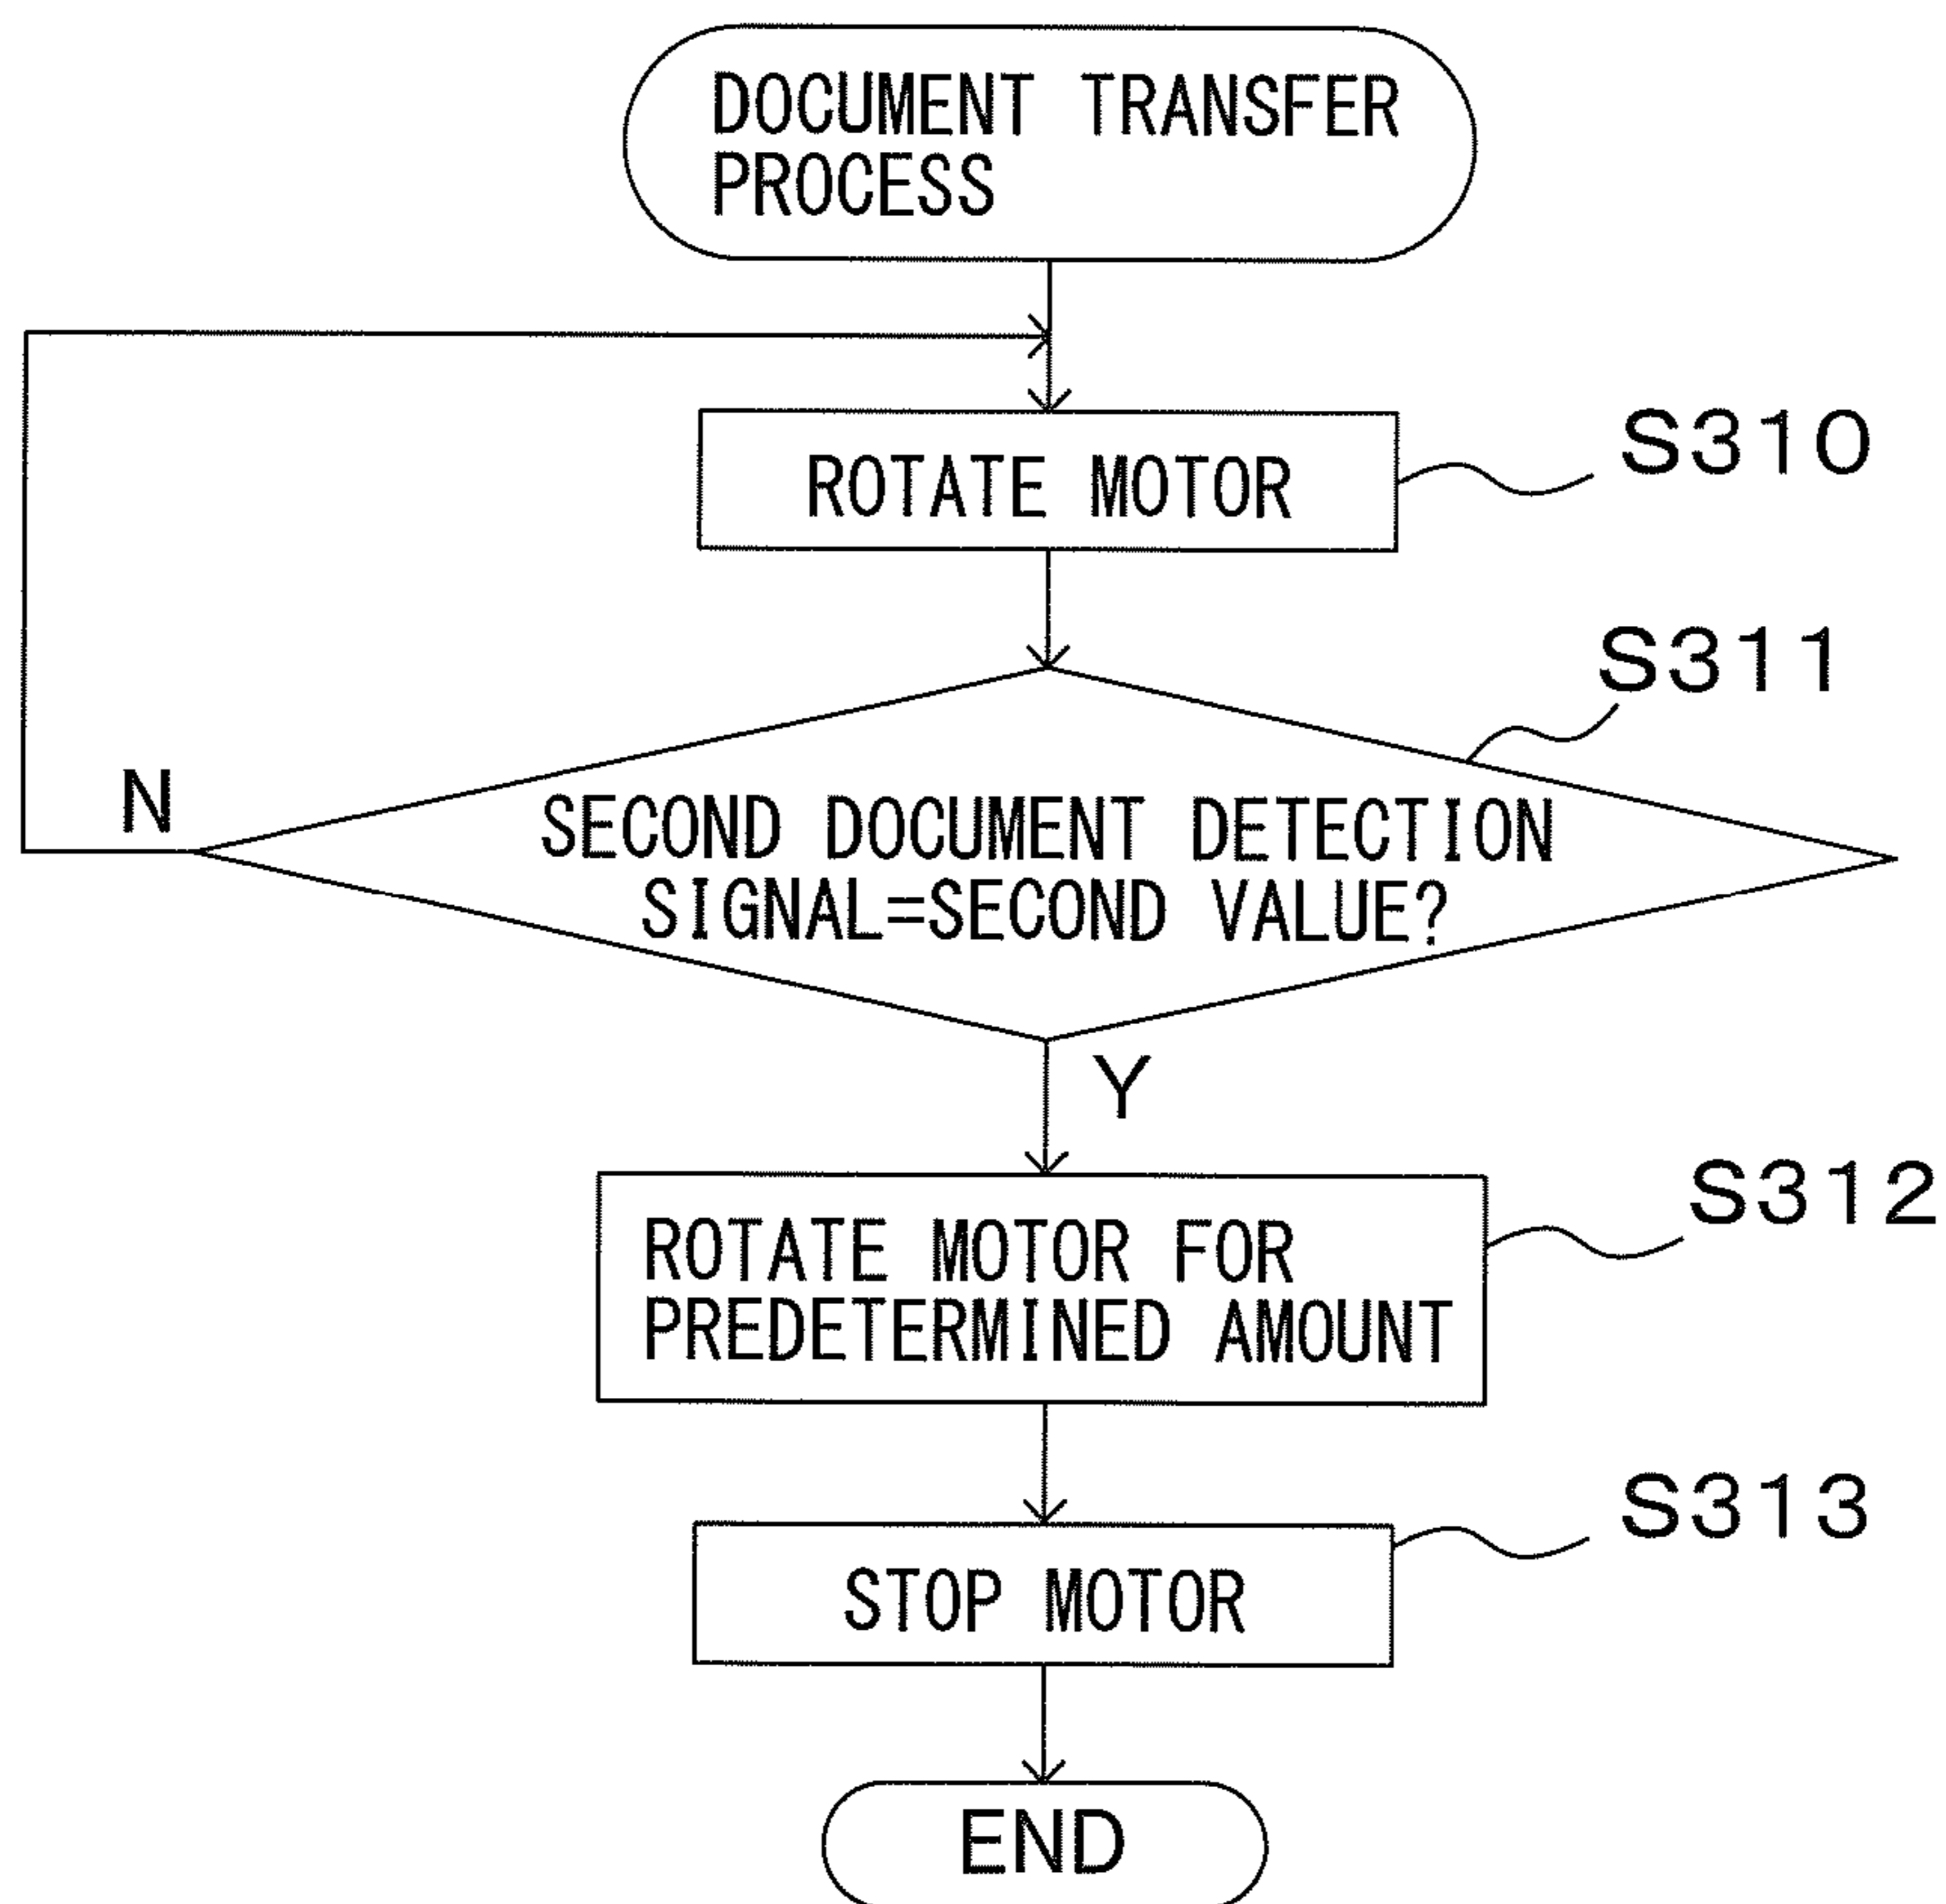 DOCUMENT TRANSFER
PROCESS
ROTATE MOTOR
S310
S311
N
SECOND DOCUMENT DETECTION
SIGNAL=SECOND VALUE?
Y
S312
ROTATE MOTOR FOR
PREDETERMINED AMOUNT
S313
STOP MOTOR
END